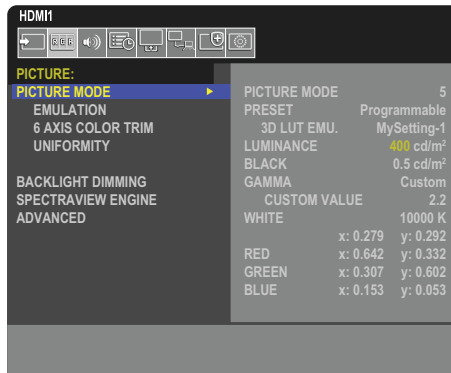 HDMI1
PICTURE:
PICTURE MODE
EMULATION
6 AXIS COLOR TRIM
UNIFORMITY
BACKLIGHT DIMMING
SPECTRAVIEW ENGINE
ADVANCED
PICTURE MODE 5
PRESET Programmable
3D LUT EMU. MySetting-1
LUMINANCE 400 cd/m²
BLACK 0.5 cd/m²
GAMMA Custom
CUSTOM VALUE 2.2
WHITE 10000 K
x: 0.279 y: 0.292
RED x: 0.642 y: 0.332
GREEN x: 0.307 y: 0.602
BLUE x: 0.153 y: 0.053